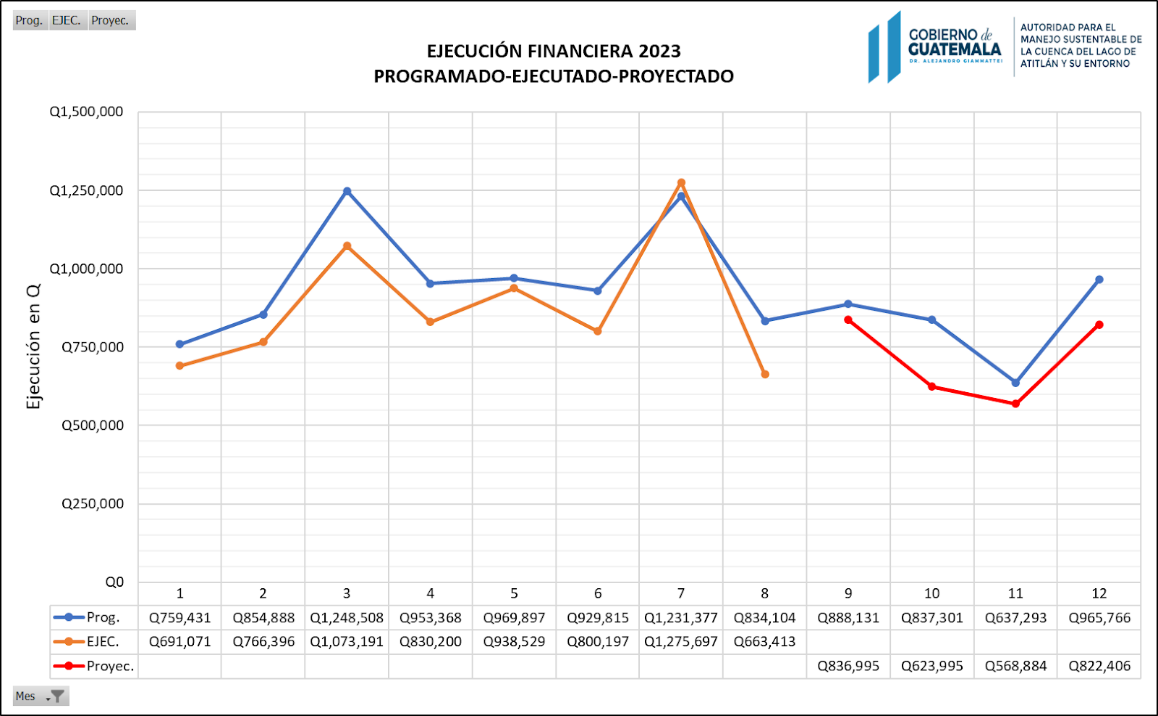 Prog. EJEC. Proyec.
GOBIERNO de
GUATEMALA
DR. ALEJANDRO GIAMMATTEI
AUTORIDAD PARA EL
MANEJO SUSTENTABLE DE
LA CUENCA DEL LAGO DE
ATITLÁN Y SU ENTORNO
EJECUCIÓN FINANCIERA 2023
PROGRAMADO-EJECUTADO-PROYECTADO
Ejecución en Q
Q1,500,000
Q1,250,000
Q1,000,000
Q750,000
Q500,000
Q250,000
Q0
1 2 3 4 5 6 7 8 9 10 11 12
Prog. Q759,431 Q854,888 Q1,248,508 Q953,368 Q969,897 Q929,815 Q1,231,377 Q834,104 Q888,131 Q837,301 Q637,293 Q965,766
EJEC. Q691,071 Q766,396 Q1,073,191 Q830,200 Q938,529 Q800,197 Q1,275,697 Q663,413
Proyec. Q836,995 Q623,995 Q568,884 Q822,406
Mes